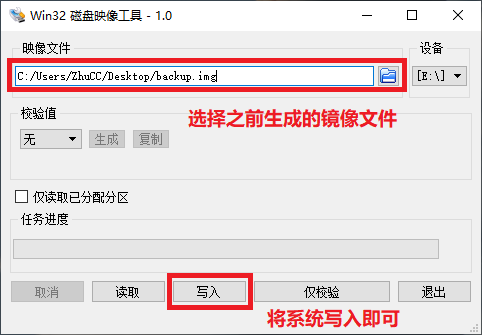 Win32 磁盘映像工具 - 1.0
映像文件
设备
C:/Users/ZhuCC/Desktop/backup.img
[E:\]
选择之前生成的镜像文件
校验值
无
生成
复制
仅读取已分配分区
任务进度
取消
读取
写入
仅校验
退出
将系统写入即可